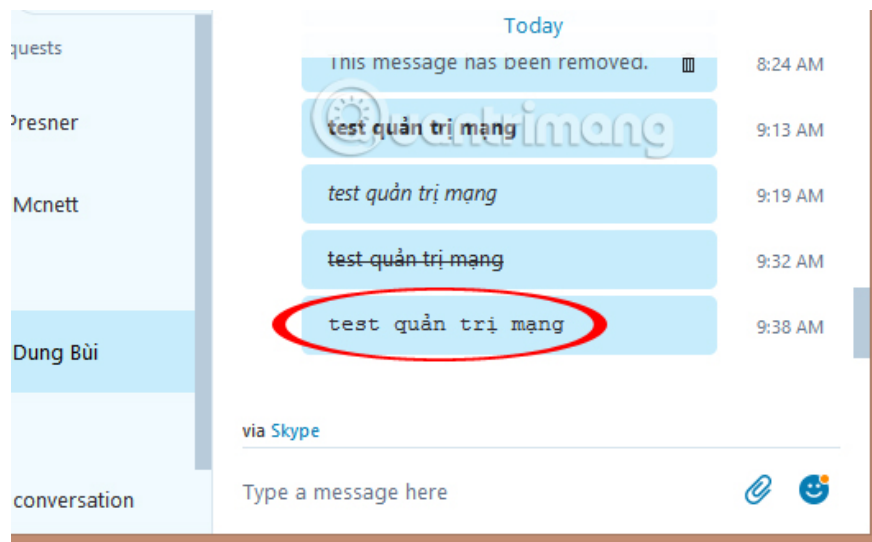 Today
quests
This message has been removed.
8:24 AM
Presner
test quản trị mạng
9:13 AM
Quantrimang
Mcnett
test quản trị mạng
9:19 AM
test quản trị mạng
9:32 AM
test quản trị mạng
9:38 AM
Dung Bùi
via Skype
conversation
Type a message here